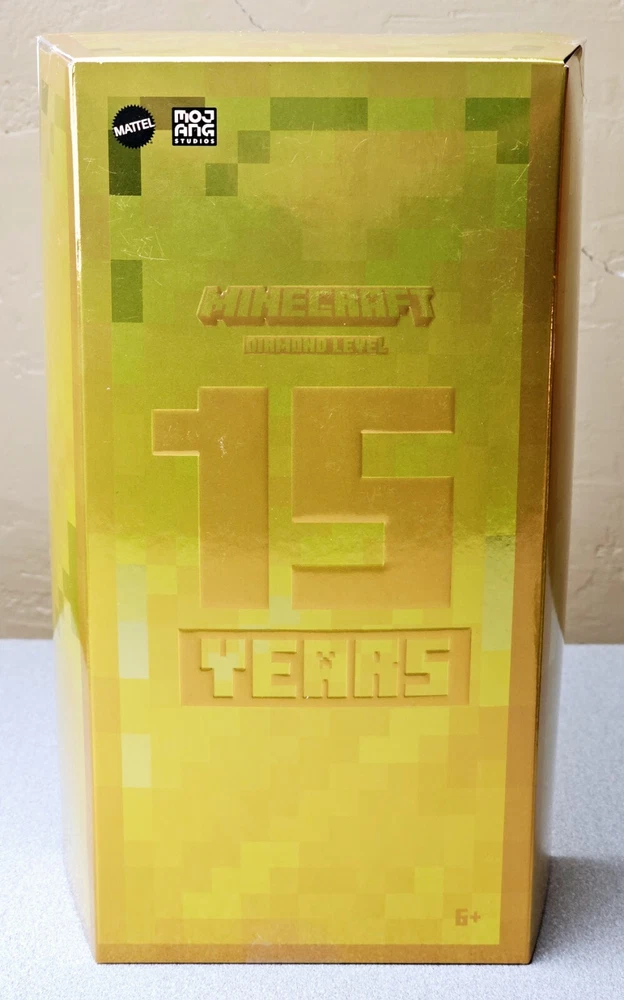 MATTEL
MOJ
ANG
STUDIOS
MINECRAFT
DIAMOND LEVEL
15
YEARS
6+